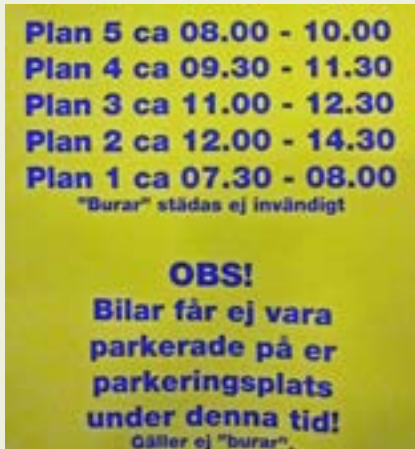 Plan 5 ca 08.00 - 10.00
Plan 4 ca 09.30 - 11.30
Plan 3 ca 11.00 - 12.30
Plan 2 ca 12.00 - 14.30
Plan 1 ca 07.30 - 08.00
"Burar" städas ej invändigt
OBS!
Bilar får ej vara
parkerade på er
parkeringsplats
under denna tid!
Gäller ej "burar".